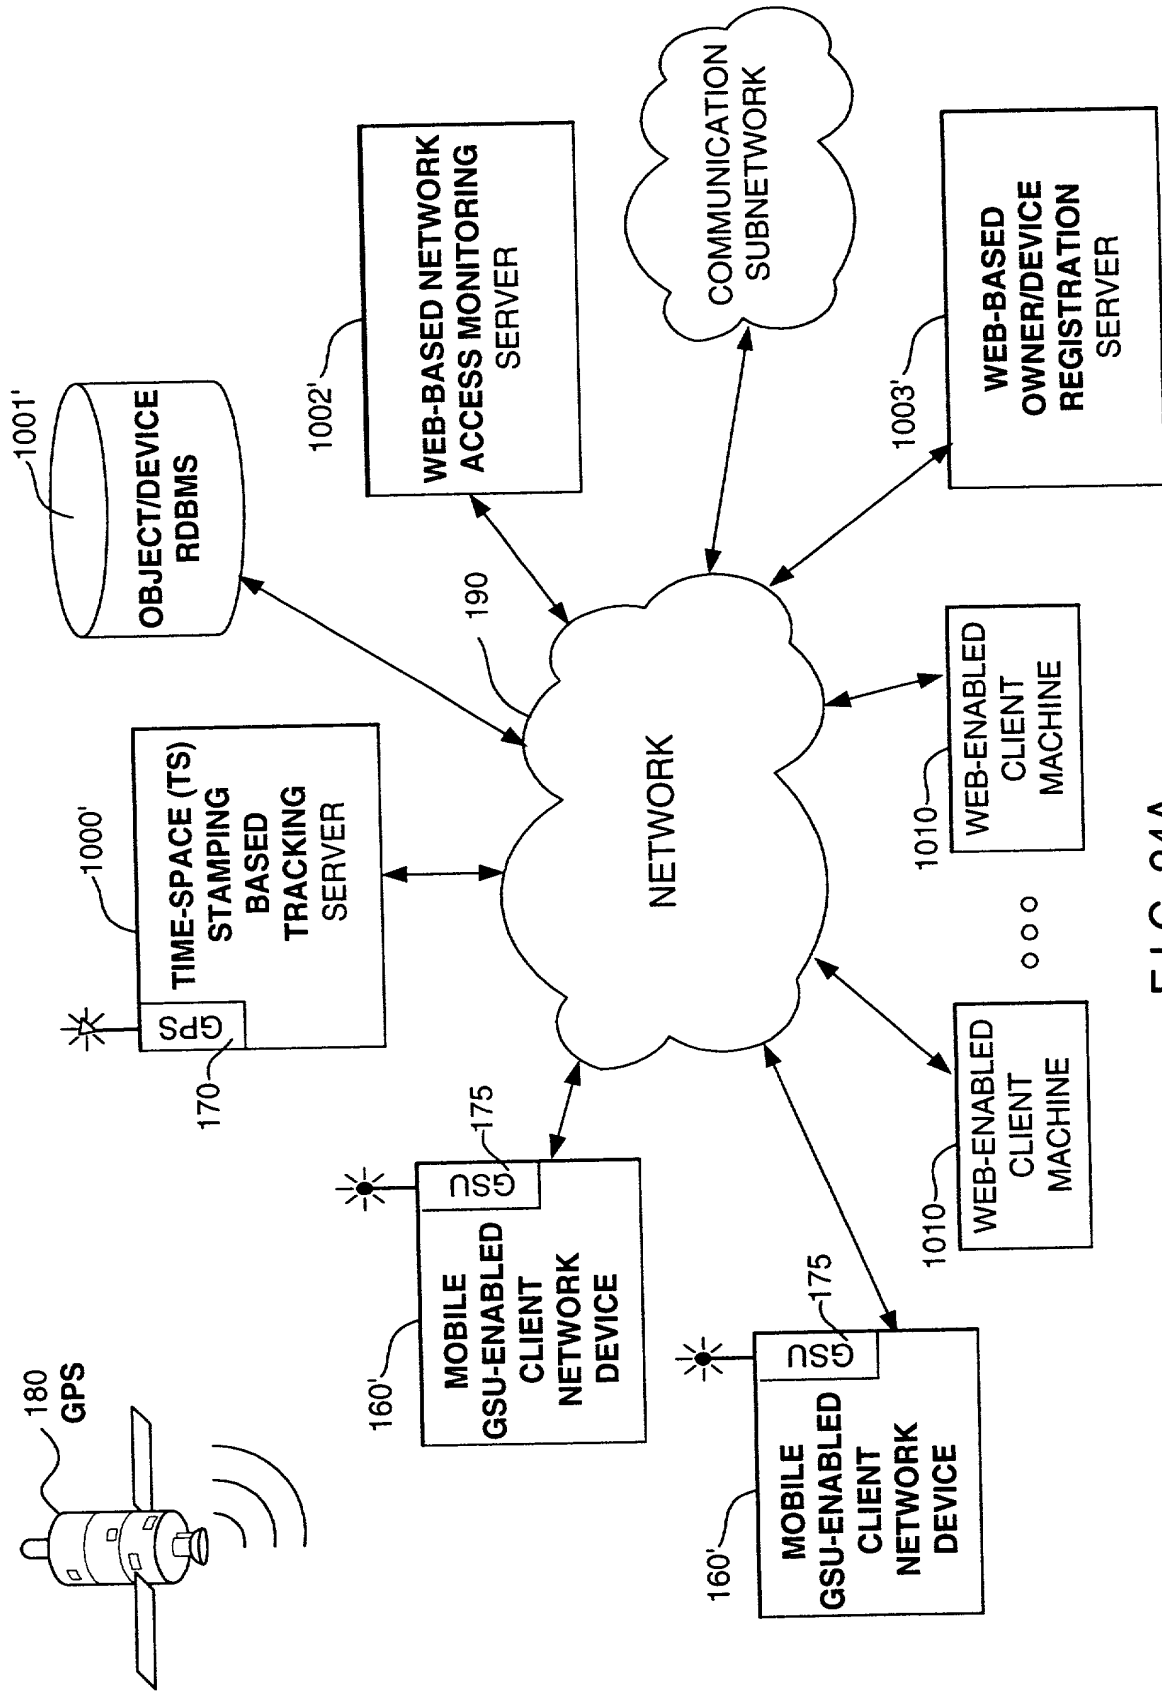 180
GPS
1000'
TIME-SPACE (TS)
STAMPING
BASED
TRACKING
SERVER
GPS
170
1001'
OBJECT/DEVICE
RDBMS
1002'
WEB-BASED NETWORK
ACCESS MONITORING
SERVER
190
160'
MOBILE
GSU-ENABLED
CLIENT
NETWORK
DEVICE
GSU
175
NETWORK
COMMUNICATION
SUBNETWORK
160'
MOBILE
GSU-ENABLED
CLIENT
NETWORK
DEVICE
GSU
175
1010
WEB-ENABLED
CLIENT
MACHINE
1010
WEB-ENABLED
CLIENT
MACHINE
1003'
WEB-BASED
OWNER/DEVICE
REGISTRATION
SERVER